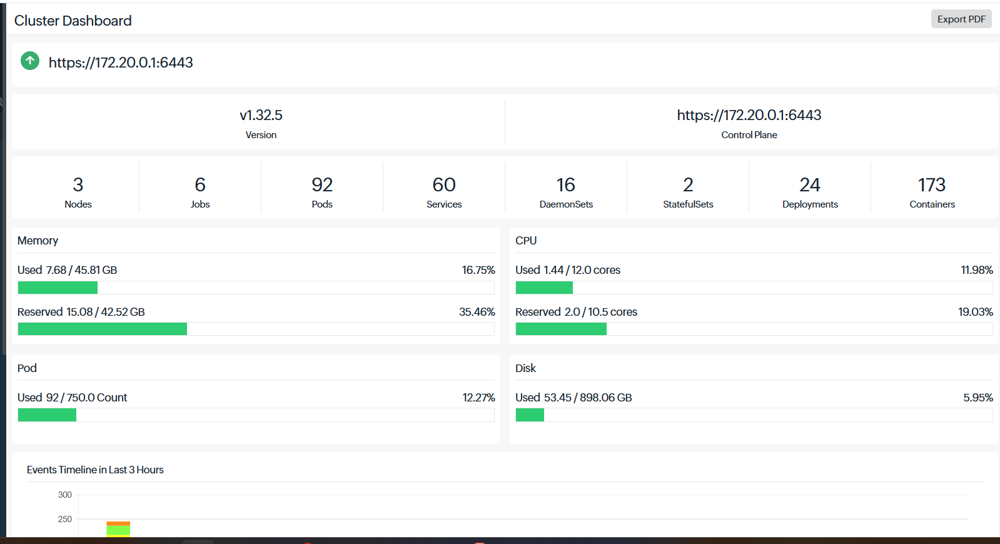 Cluster Dashboard
Export PDF
https://172.20.0.1:6443
v1.32.5
Version
https://172.20.0.1:6443
Control Plane
3
Nodes
6
Jobs
92
Pods
60
Services
16
DaemonSets
2
StatefulSets
24
Deployments
173
Containers
Memory
Used 7.68 / 45.81 GB 16.75%
Reserved 15.08 / 42.52 GB 35.46%
CPU
Used 1.44 / 12.0 cores 11.98%
Reserved 2.0 / 10.5 cores 19.03%
Pod
Used 92 / 750.0 Count 12.27%
Disk
Used 53.45 / 898.06 GB 5.95%
Events Timeline in Last 3 Hours
300
250